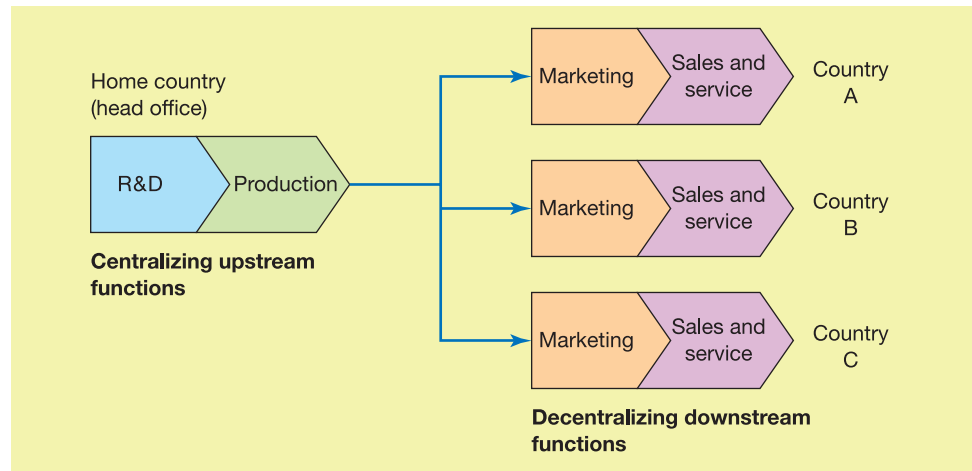 Home country
(head office)
R&D
Production
Centralizing upstream
functions
Marketing
Sales and
service
Country
A
Marketing
Sales and
service
Country
B
Marketing
Sales and
service
Country
C
Decentralizing downstream
functions